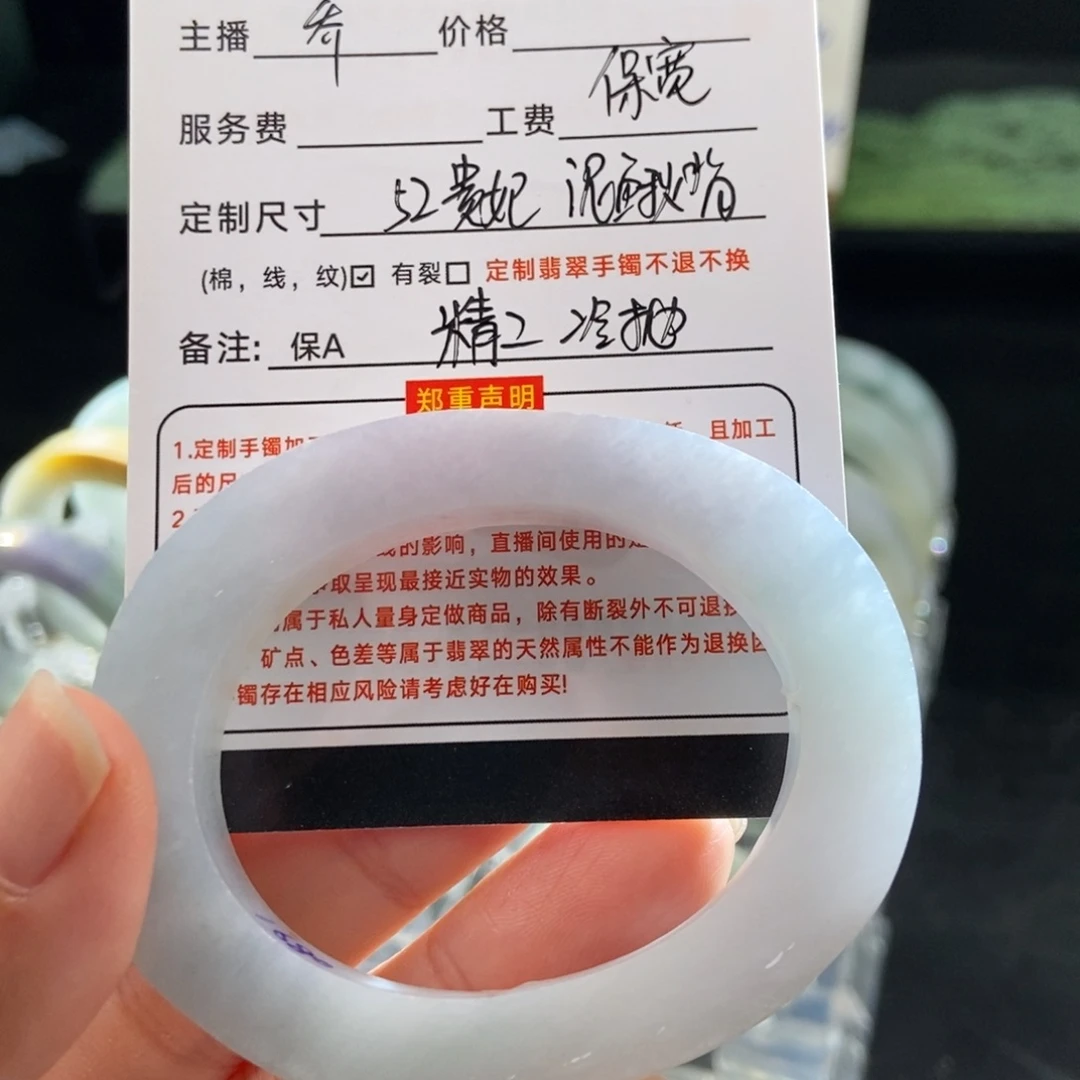 主播 乔 价格
服务费 工费 保宽
定制尺寸 52贵妃 泥鳅背
(棉，线，纹)☑ 有裂☐ 定制翡翠手镯不退不换
备注: 保A 精工 冷抛
郑重声明
1.定制手镯加 且加工
后的尺
2.
的影响，直播间使用的
取呈现最接近实物的效果。
属于私人量身定做商品，除有断裂外不可退换
矿点、色差等属于翡翠的天然属性不能作为退换因
镯存在相应风险请考虑好在购买!